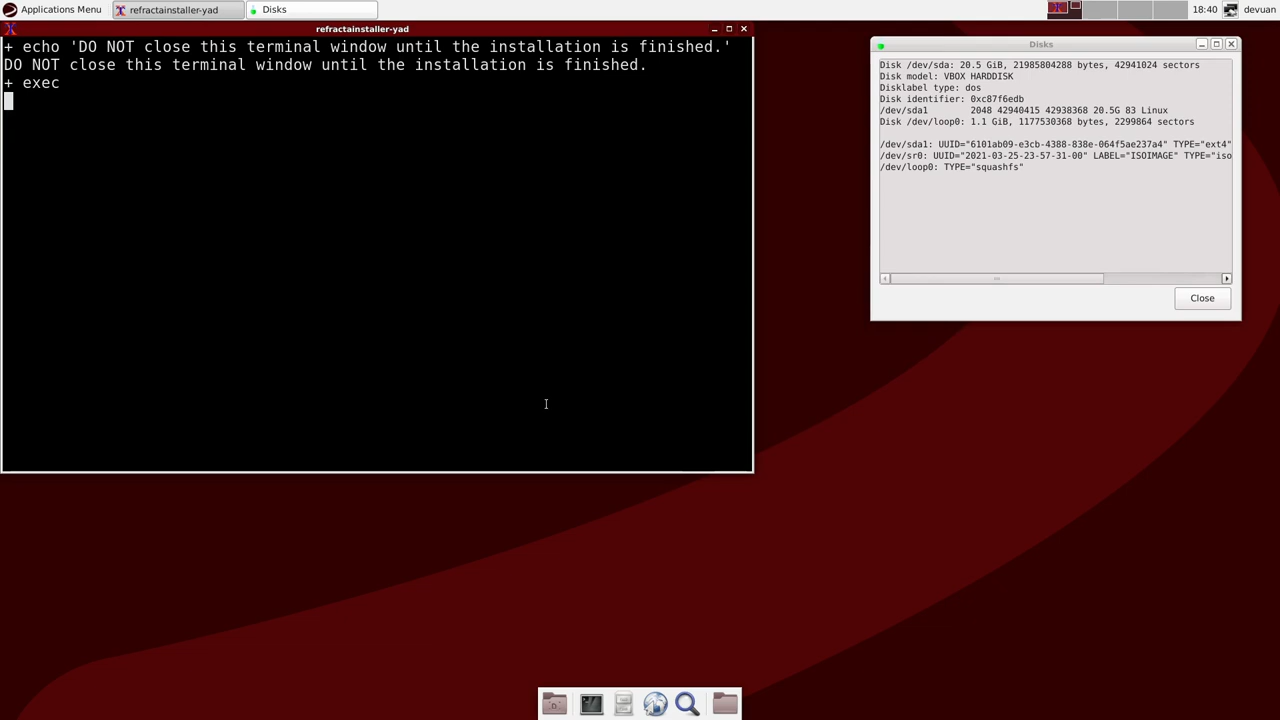 Applications Menu
refractainstaller-yad
Disks
18:40
devuan
refractainstaller-yad
+ echo 'DO NOT close this terminal window until the installation is finished.'
DO NOT close this terminal window until the installation is finished.
+ exec
Disks
Disk /dev/sda: 20.5 GiB, 21985804288 bytes, 42941024 sectors
Disk model: VBOX HARDDISK
Disklabel type: dos
Disk identifier: 0xc87f6edb
/dev/sda1 2048 42940415 42938368 20.5G 83 Linux
Disk /dev/loop0: 1.1 GiB, 1177530368 bytes, 2299864 sectors
/dev/sda1: UUID="6101ab09-e3cb-4388-838e-064f5ae237a4" TYPE="ext4"
/dev/sr0: UUID="2021-03-25-23-57-31-00" LABEL="ISOIMAGE" TYPE="iso
/dev/loop0: TYPE="squashfs"
Close